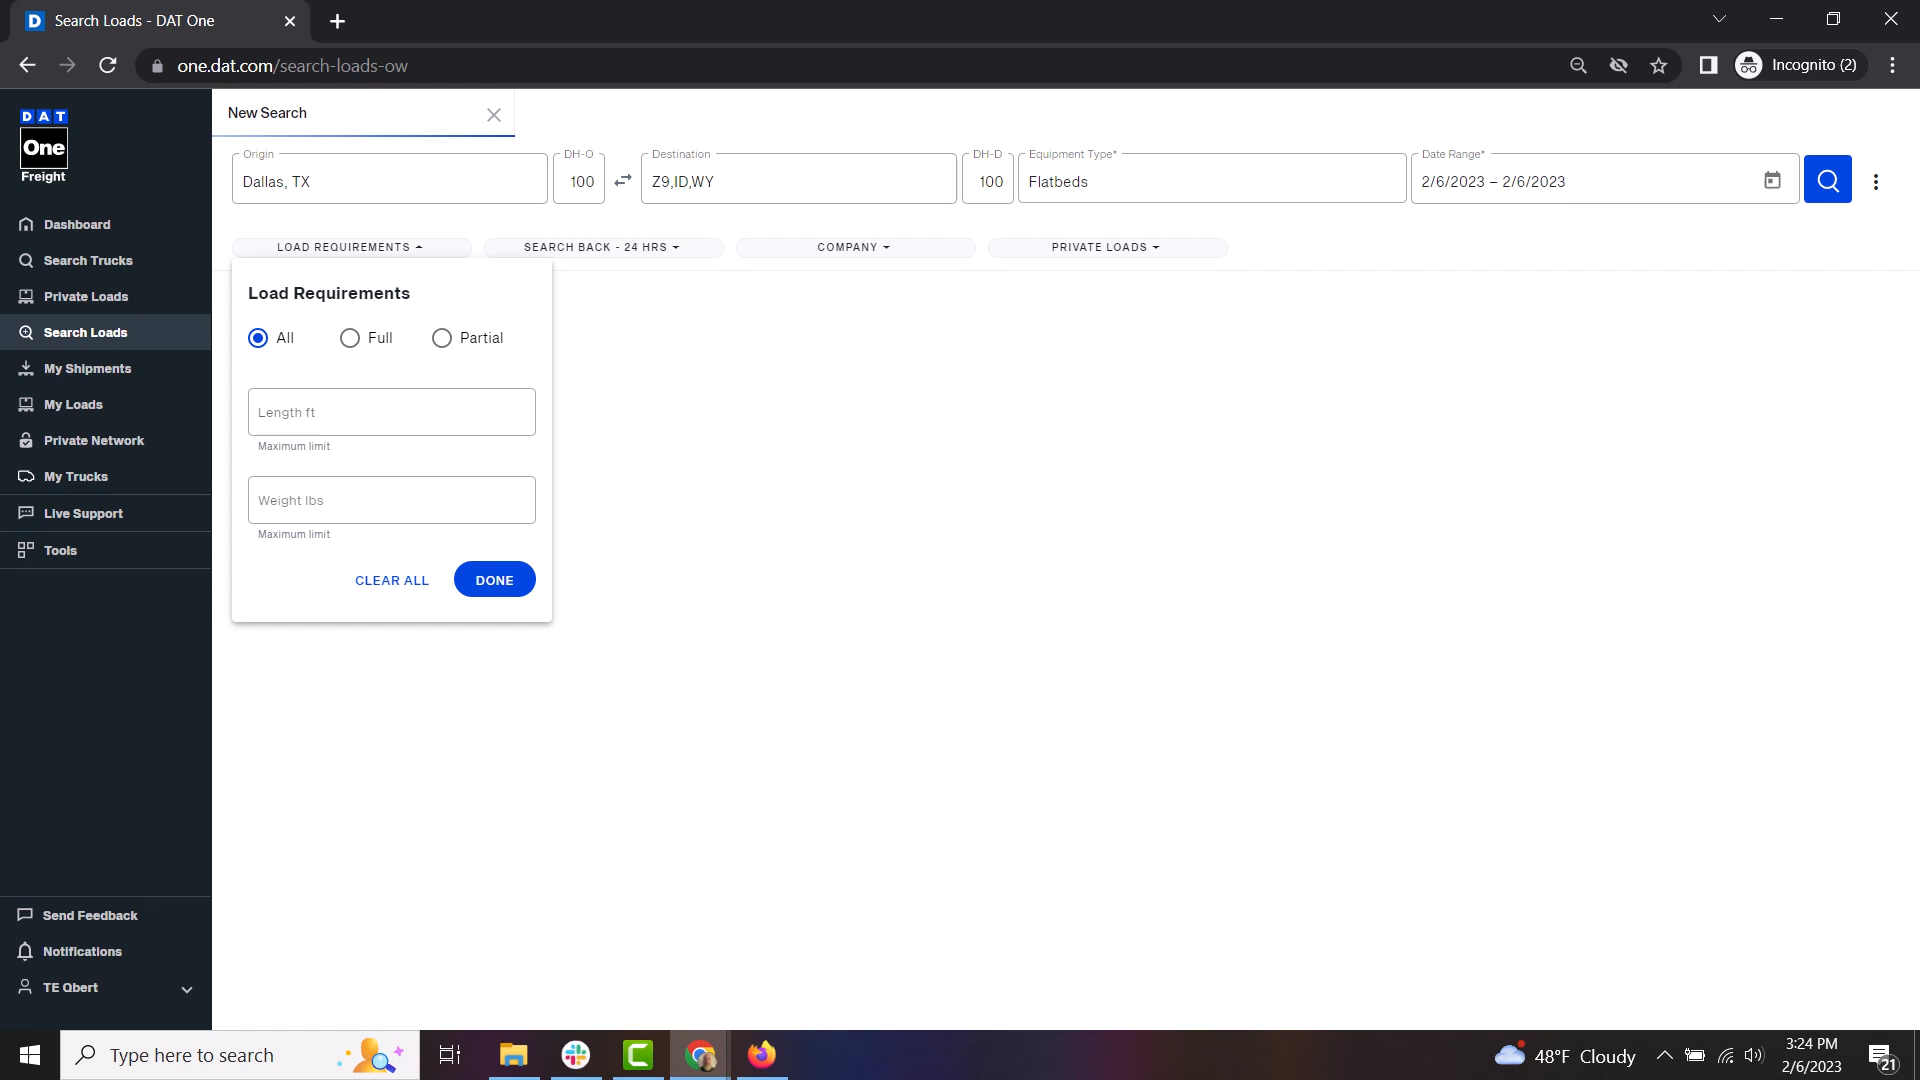 Search Loads - DAT One
one.dat.com/search-loads-ow
Incognito (2)
DAT
One
Freight
Dashboard
Search Trucks
Private Loads
Search Loads
My Shipments
My Loads
Private Network
My Trucks
Live Support
Tools
Send Feedback
Notifications
TE Qbert
New Search
Origin
Dallas, TX
DH-O
100
Destination
Z9,ID,WY
DH-D
100
Equipment Type*
Flatbeds
Date Range*
2/6/2023 – 2/6/2023
LOAD REQUIREMENTS
SEARCH BACK - 24 HRS
COMPANY
PRIVATE LOADS
Load Requirements
All
Full
Partial
Length ft
Maximum limit
Weight lbs
Maximum limit
CLEAR ALL
DONE
Type here to search
48°F Cloudy
3:24 PM
2/6/2023
21